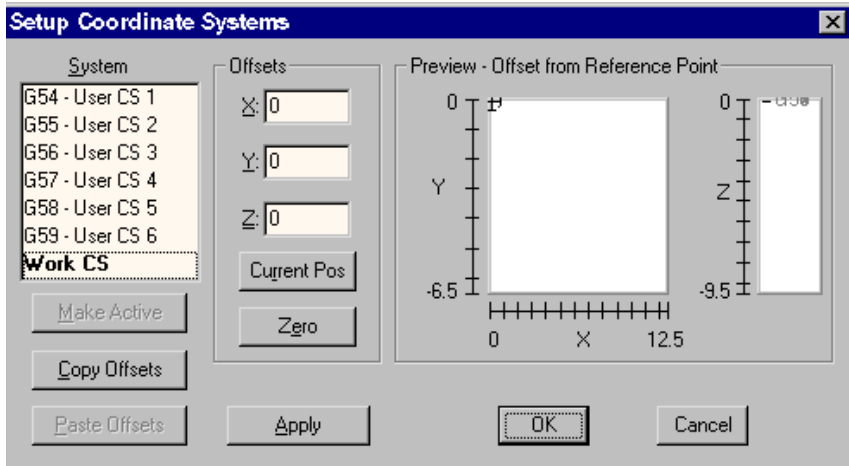 Setup Coordinate Systems
System
G54 - User CS 1
G55 - User CS 2
G56 - User CS 3
G57 - User CS 4
G58 - User CS 5
G59 - User CS 6
Work CS
Make Active
Copy Offsets
Paste Offsets
Offsets
X: 0
Y: 0
Z: 0
Current Pos
Zero
Apply
Preview - Offset from Reference Point
0
Y
-6.5
0 X 12.5
0
Z
-9.5
OK
Cancel